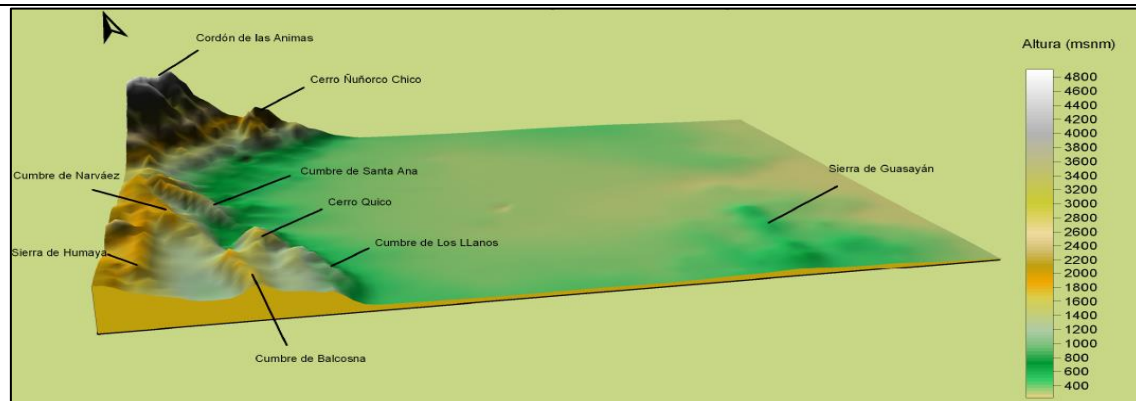 Cordón de las Animas
Cerro Ñuñorco Chico
Cumbre de Narváez
Cumbre de Santa Ana
Cerro Quico
Sierra de Humaya
Cumbre de Los LLanos
Cumbre de Balcosna
Sierra de Guasayán
Altura (msnm)
4800
4600
4400
4200
4000
3800
3600
3400
3200
3000
2800
2600
2400
2200
2000
1800
1600
1400
1200
1000
800
600
400